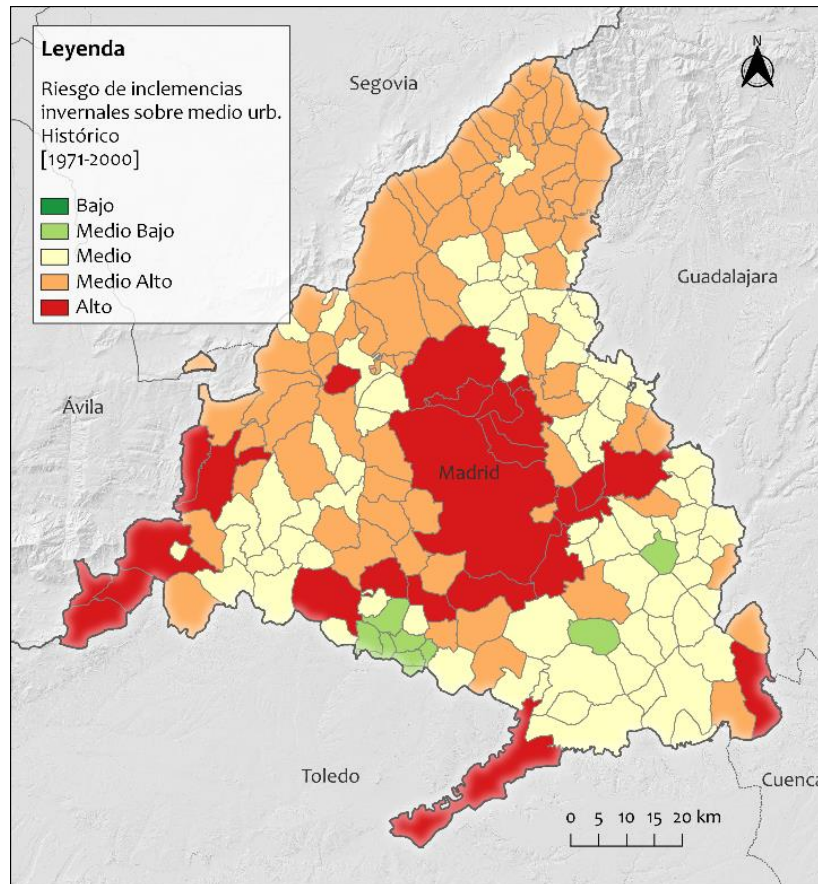 Leyenda
Riesgo de inclemencias
invernales sobre medio urb.
Histórico
[1971-2000]
Bajo
Medio Bajo
Medio
Medio Alto
Alto
N
Segovia
Guadalajara
Ávila
Madrid
Toledo
Cuenca
0 5 10 15 20 km